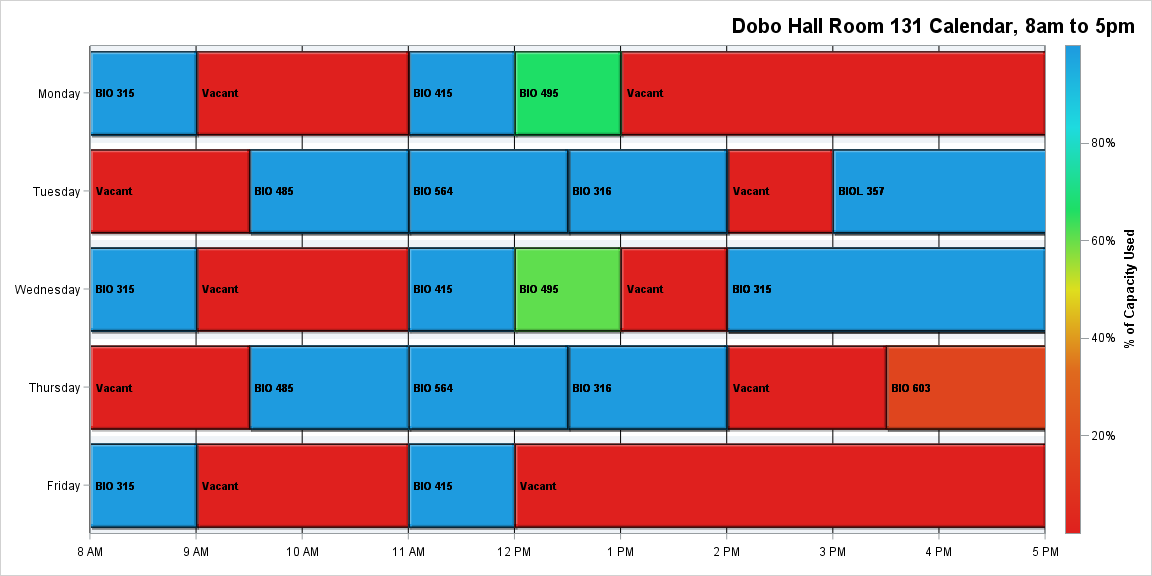 Dobo Hall Room 131 Calendar, 8am to 5pm
Monday BIO 315 Vacant BIO 415 BIO 495 Vacant
80%
Tuesday Vacant BIO 485 BIO 564 BIO 316 Vacant BIOL 357
60%
Wednesday BIO 315 Vacant BIO 415 BIO 495 Vacant BIO 315
% of Capacity Used
40%
Thursday Vacant BIO 485 BIO 564 BIO 316 Vacant BIO 603
20%
Friday BIO 315 Vacant BIO 415 Vacant
8 AM 9 AM 10 AM 11 AM 12 PM 1 PM 2 PM 3 PM 4 PM 5 PM